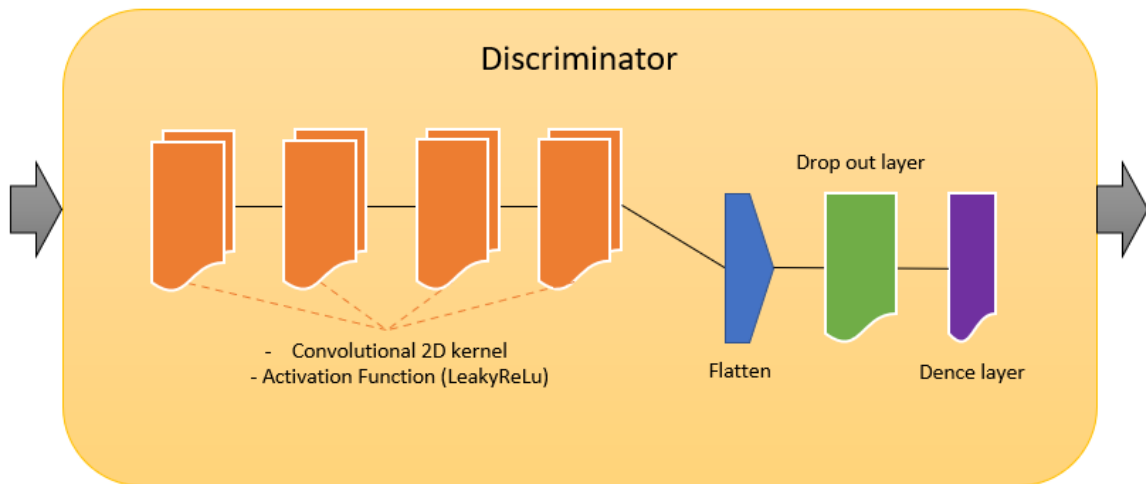 Discriminator
Drop out layer
- Convolutional 2D kernel
- Activation Function (LeakyReLu)
Flatten
Dence layer